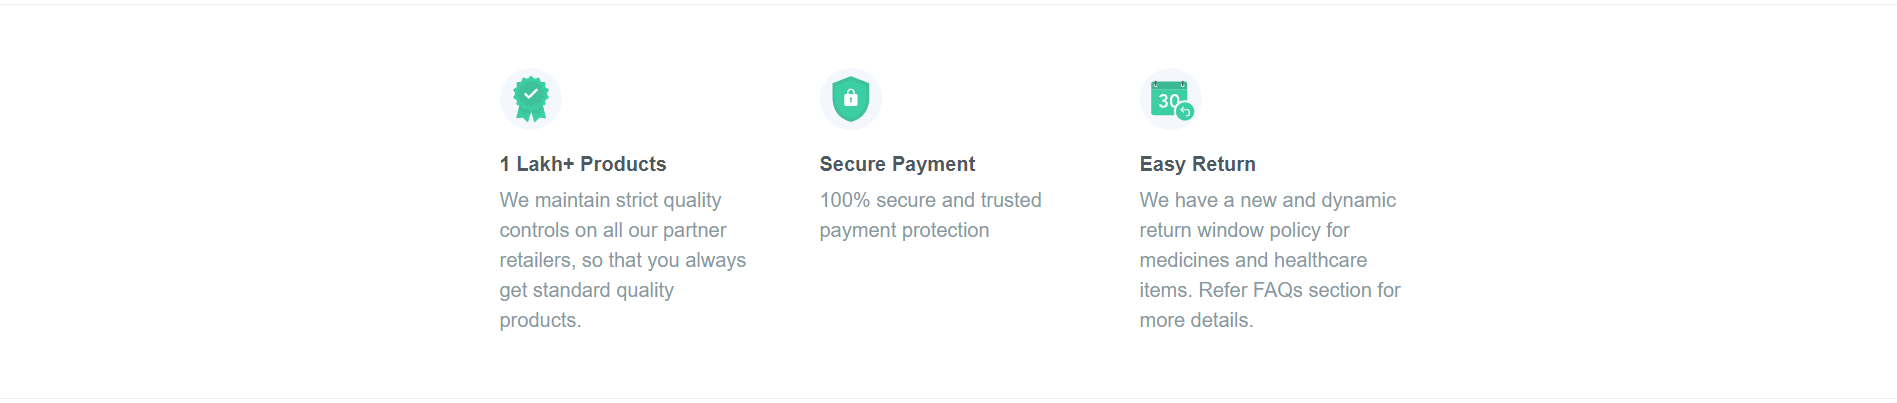 30
1 Lakh+ Products
We maintain strict quality
controls on all our partner
retailers, so that you always
get standard quality
products.
Secure Payment
100% secure and trusted
payment protection
Easy Return
We have a new and dynamic
return window policy for
medicines and healthcare
items. Refer FAQs section for
more details.